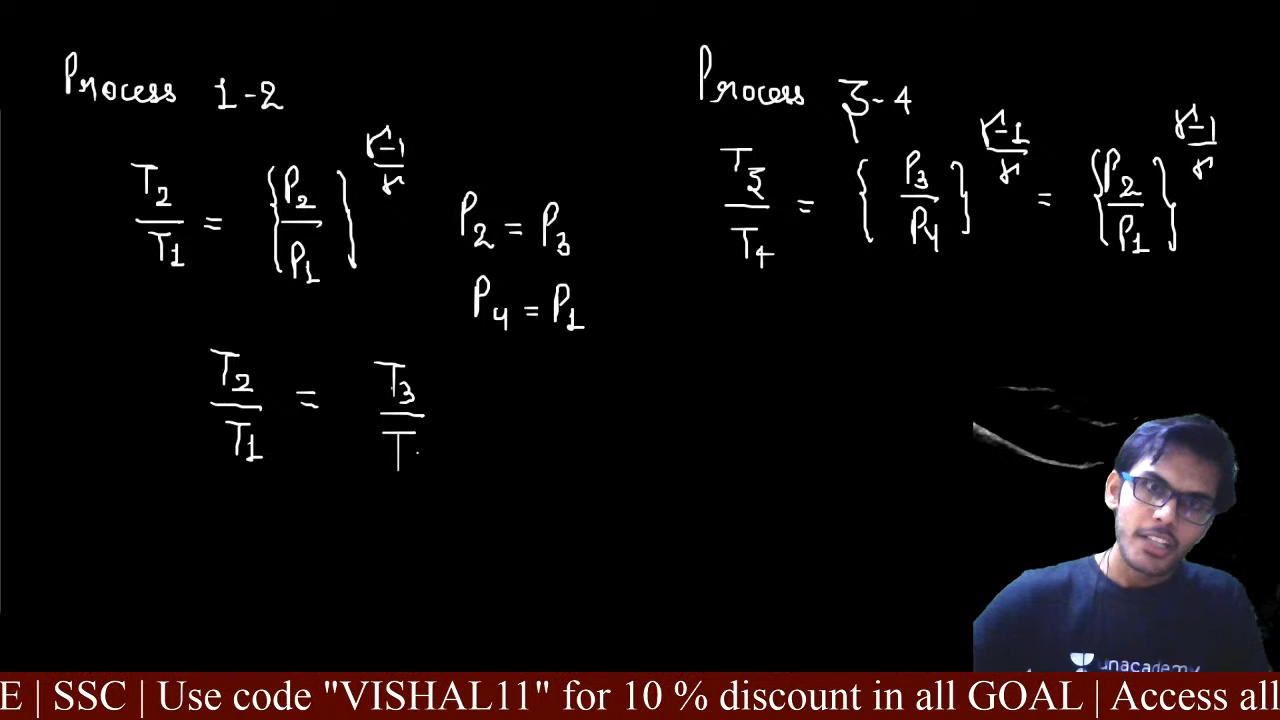 Process 1-2
T2/T1 = {P2/P1}^(γ-1)/γ
P2 = P3
P4 = P1
T2/T1 = T3/T
Process 3-4
T3/T4 = {P3/P4}^(γ-1)/γ = {P2/P1}^(γ-1)/γ
unacademy
E | SSC | Use code "VISHAL11" for 10 % discount in all GOAL | Access all